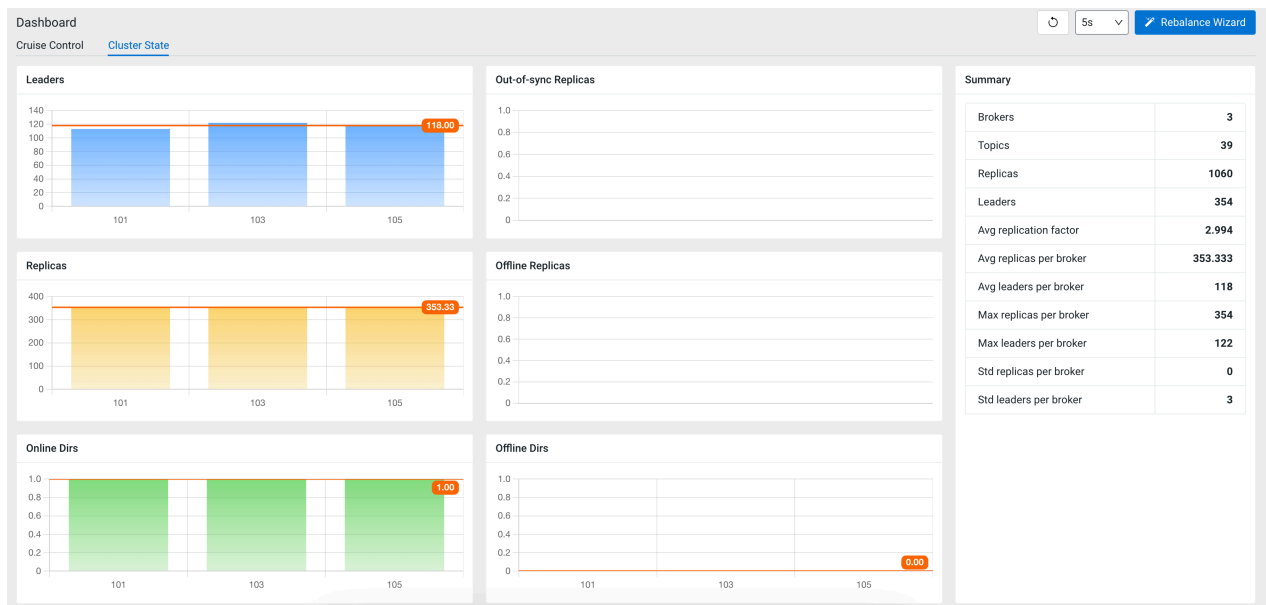 Dashboard
5s
Rebalance Wizard
Cruise Control Cluster State
Leaders
140
120
100
80
60
40
20
0
118.00
101 103 105
Out-of-sync Replicas
1.0
0.8
0.6
0.4
0.2
0
Summary
Brokers 3
Topics 39
Replicas 1060
Leaders 354
Avg replication factor 2.994
Avg replicas per broker 353.333
Avg leaders per broker 118
Max replicas per broker 354
Max leaders per broker 122
Std replicas per broker 0
Std leaders per broker 3
Replicas
400
300
200
100
0
353.33
101 103 105
Offline Replicas
1.0
0.8
0.6
0.4
0.2
0
Online Dirs
1.0
0.8
0.6
0.4
0.2
0
1.00
101 103 105
Offline Dirs
1.0
0.8
0.6
0.4
0.2
0
0.00
101 103 105